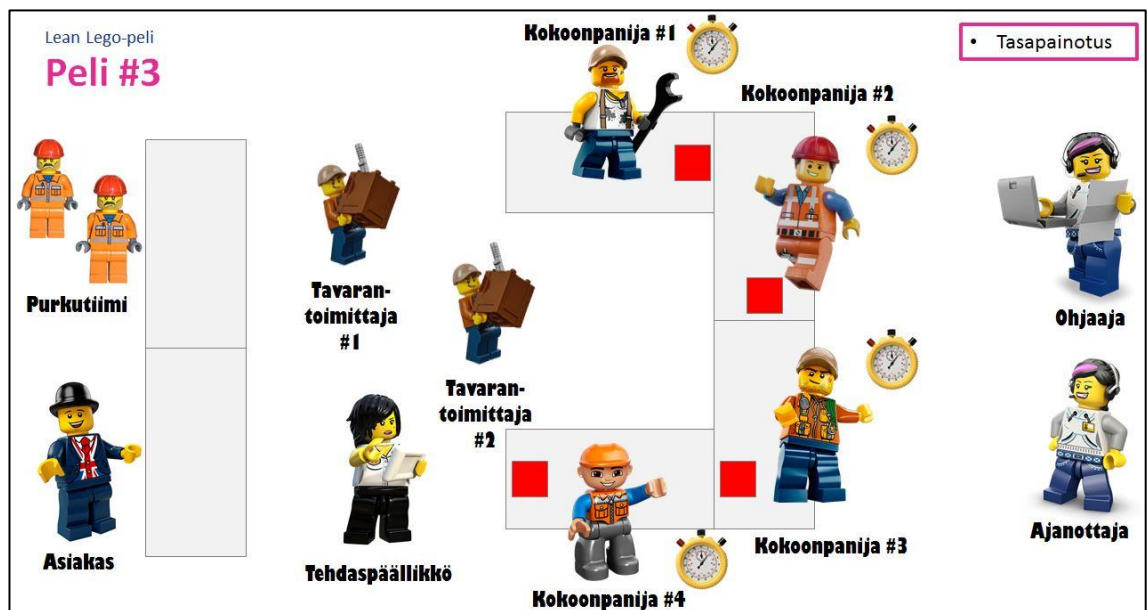 Lean Lego-peli
Peli #3
Kokoonpanija #1
• Tasapainotus
Kokoonpanija #2
Purkutiimi
Tavaran-
toimittaja
#1
Ohjaaja
Tavaran-
toimittaja
#2
Asiakas
Tehdaspäällikkö
Kokoonpanija #3
Ajanottaja
Kokoonpanija #4